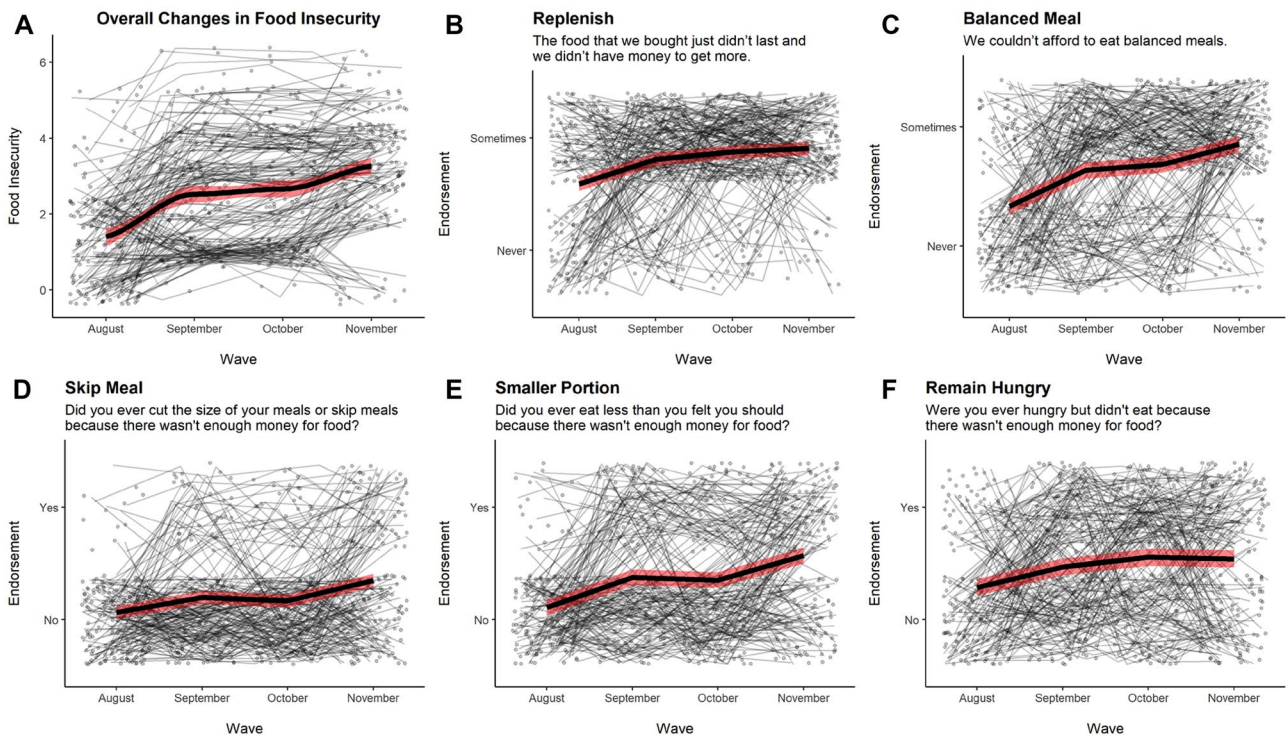 A
Overall Changes in Food Insecurity
Food Insecurity
6
4
2
0
August
September
October
November
Wave
B
Replenish
The food that we bought just didn't last and
we didn't have money to get more.
Endorsement
Sometimes
Never
August
September
October
November
Wave
C
Balanced Meal
We couldn't afford to eat balanced meals.
Endorsement
Sometimes
Never
August
September
October
November
Wave
D
Skip Meal
Did you ever cut the size of your meals or skip meals
because there wasn't enough money for food?
Endorsement
Yes
No
August
September
October
November
Wave
E
Smaller Portion
Did you ever eat less than you felt you should
because there wasn't enough money for food?
Endorsement
Yes
No
August
September
October
November
Wave
F
Remain Hungry
Were you ever hungry but didn't eat because
there wasn't enough money for food?
Endorsement
Yes
No
August
September
October
November
Wave